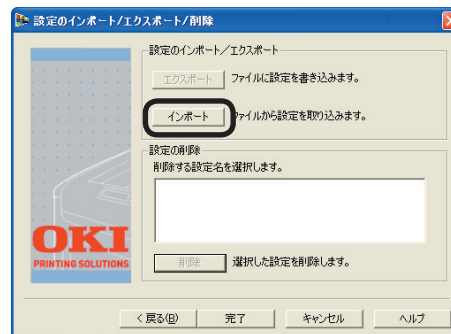 設定のインポート/エクスポート/削除
設定のインポート/エクスポート
エクスポート ファイルに設定を書き込みます。
インポート ファイルから設定を取り込みます。
設定の削除
削除する設定名を選択します。
OKI
PRINTING SOLUTIONS
削除 選択した設定を削除します。
< 戻る(B) 完了 キャンセル ヘルプ